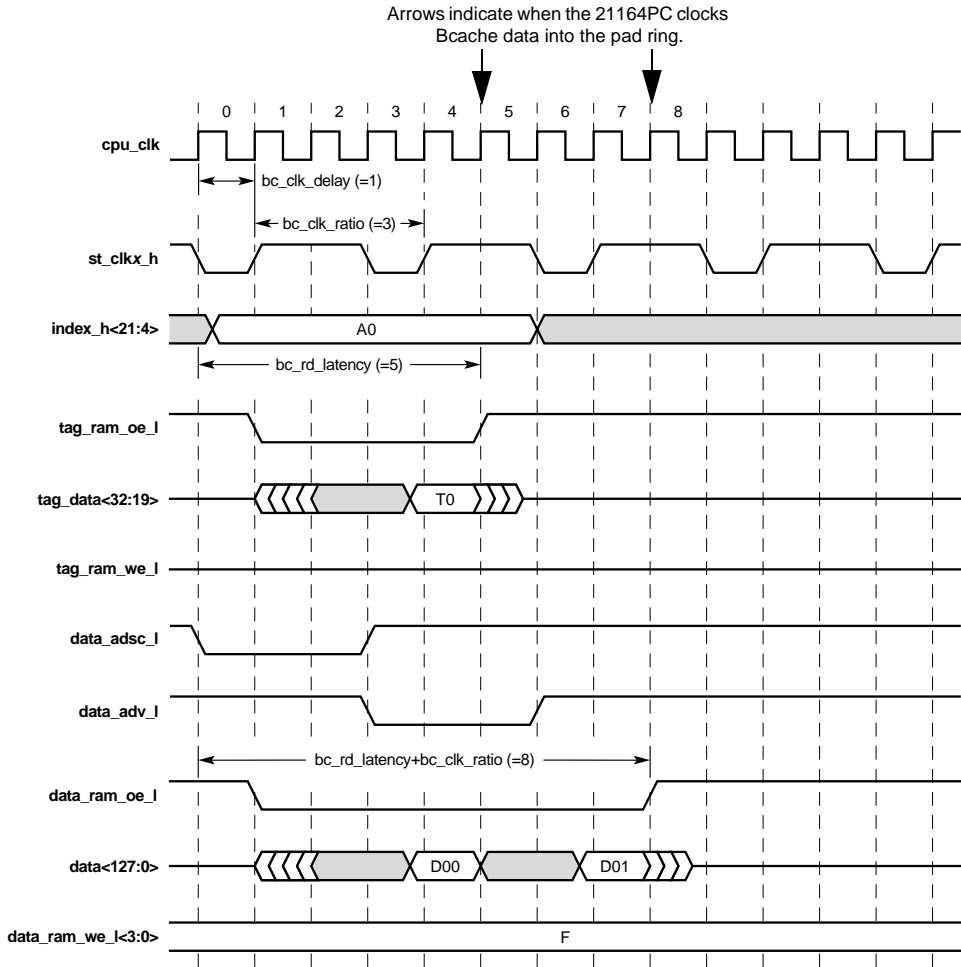 Arrows indicate when the 21164PC clocks
Bcache data into the pad ring.
0 1 2 3 4 5 6 7 8
cpu_clk
bc_clk_delay (=1)
bc_clk_ratio (=3)
st_clkx_h
index_h<21:4>
A0
bc_rd_latency (=5)
tag_ram_oe_l
tag_data<32:19>
T0
tag_ram_we_l
data_adsc_l
data_adv_l
bc_rd_latency+bc_clk_ratio (=8)
data_ram_oe_l
data<127:0>
D00 D01
data_ram_we_l<3:0>
F